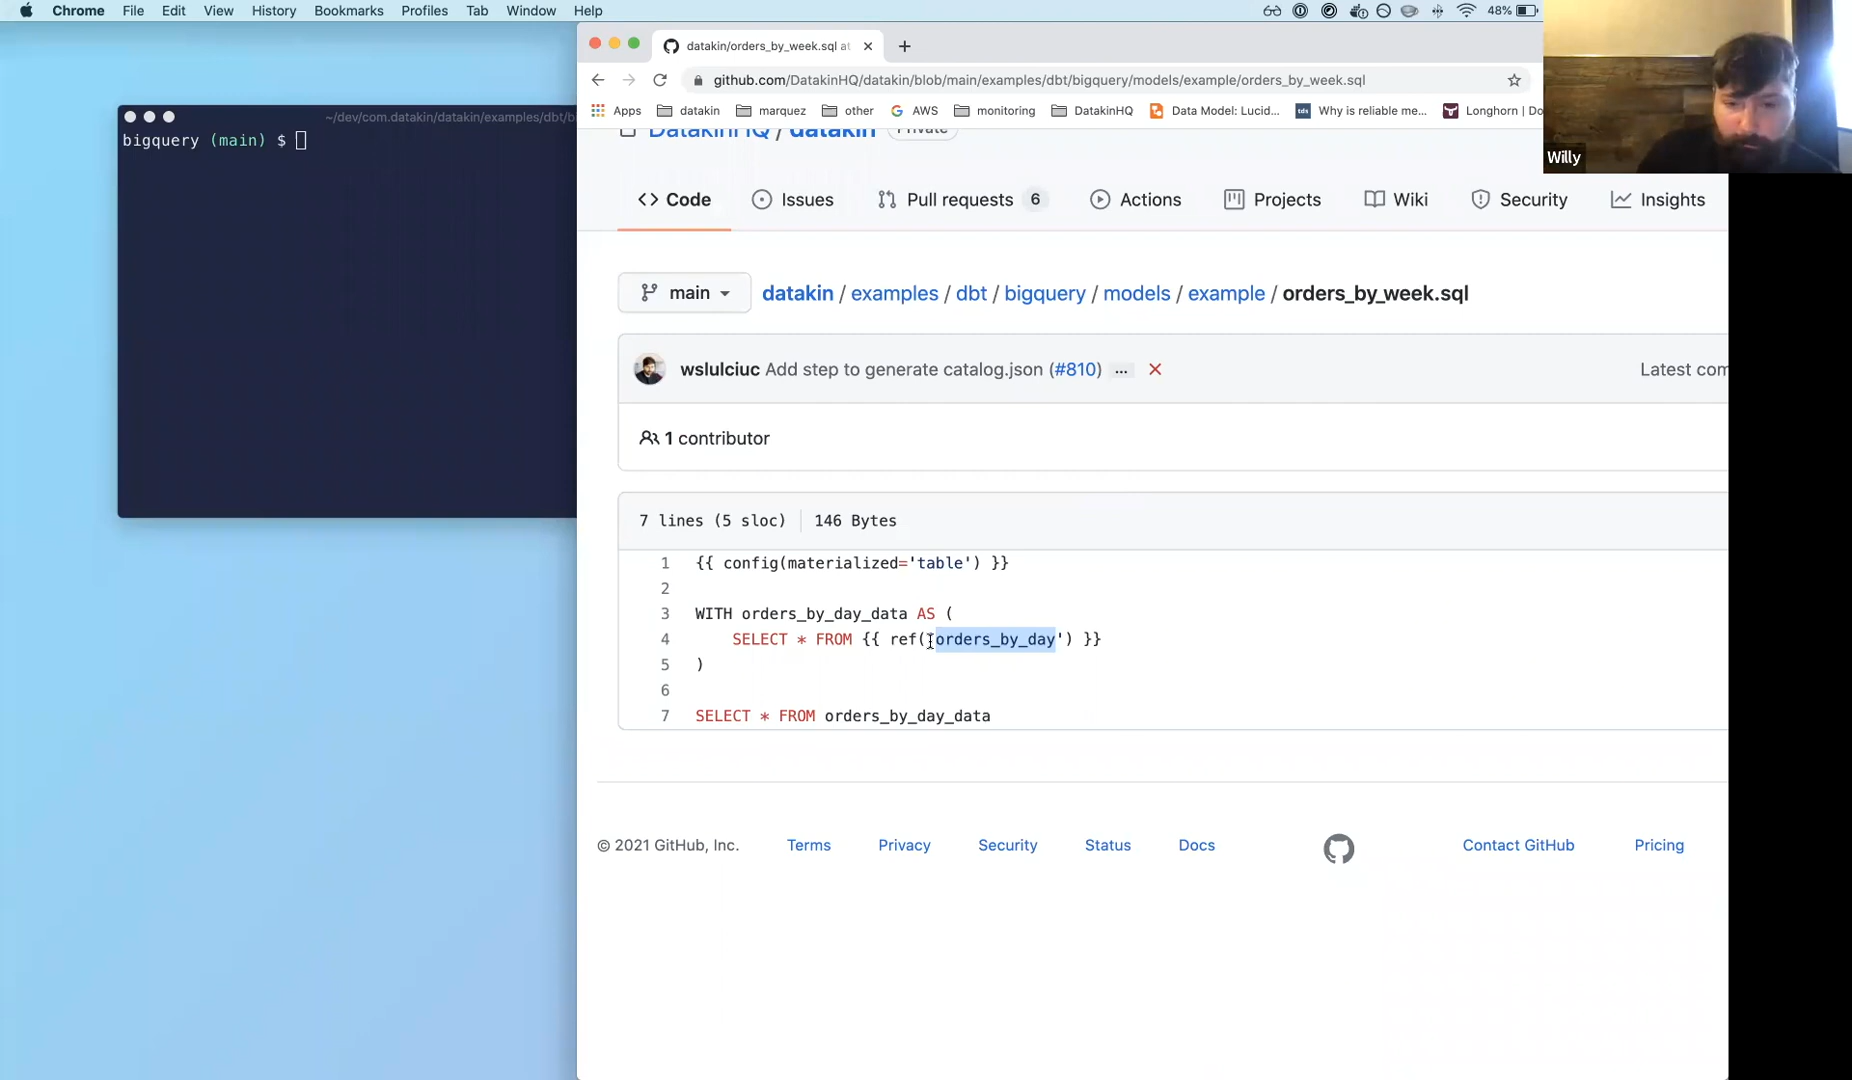 Chrome File Edit View History Bookmarks Profiles Tab Window Help
48%
datakin/orders_by_week.sql at
github.com/DatakinHQ/datakin/blob/main/examples/dbt/bigquery/models/example/orders_by_week.sql
Apps datakin marquez other AWS monitoring DatakinHQ Data Model: Lucid... Why is reliable me... Longhorn | Do
Willy
~/dev/com.datakin/datakin/examples/dbt/bi
bigquery (main) $
DatakinHQ / datakin Private
<> Code Issues Pull requests 6 Actions Projects Wiki Security Insights
main datakin / examples / dbt / bigquery / models / example / orders_by_week.sql
wslulciuc Add step to generate catalog.json (#810) ... Latest com
1 contributor
7 lines (5 sloc) 146 Bytes
1 {{ config(materialized='table') }}
2
3 WITH orders_by_day_data AS (
4 SELECT * FROM {{ ref('orders_by_day') }}
5 )
6
7 SELECT * FROM orders_by_day_data
© 2021 GitHub, Inc. Terms Privacy Security Status Docs Contact GitHub Pricing